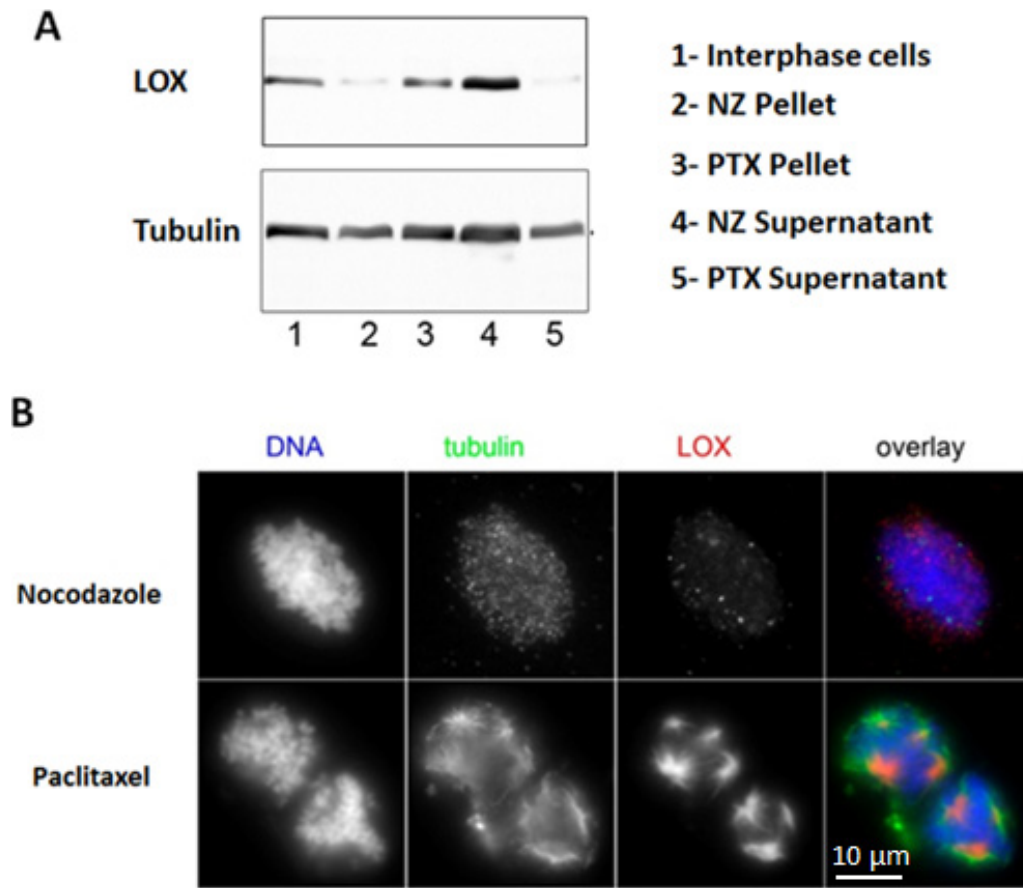 A
LOX
Tubulin
1 2 3 4 5
1- Interphase cells
2- NZ Pellet
3- PTX Pellet
4- NZ Supernatant
5- PTX Supernatant
B
DNA tubulin LOX overlay
Nocodazole
Paclitaxel
10 µm